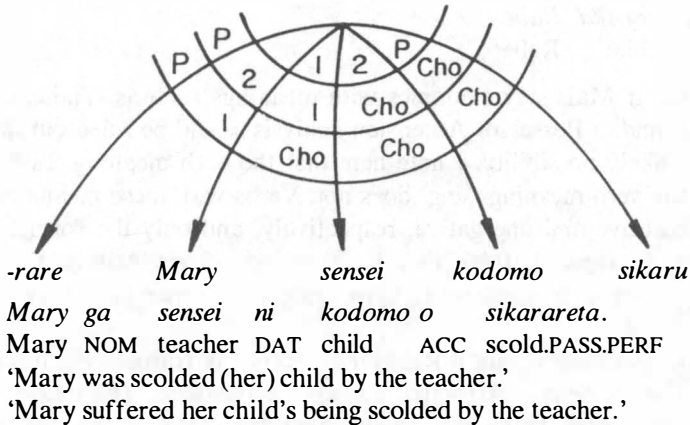 P P
P 1 2 Cho
2 1 Cho Cho
1
Cho Cho
-rare Mary sensei kodomo sikaru
Mary ga sensei ni kodomo o sikarareta.
Mary NOM teacher DAT child ACC scold.PASS.PERF
‘Mary was scolded (her) child by the teacher.’
‘Mary suffered her child's being scolded by the teacher.’